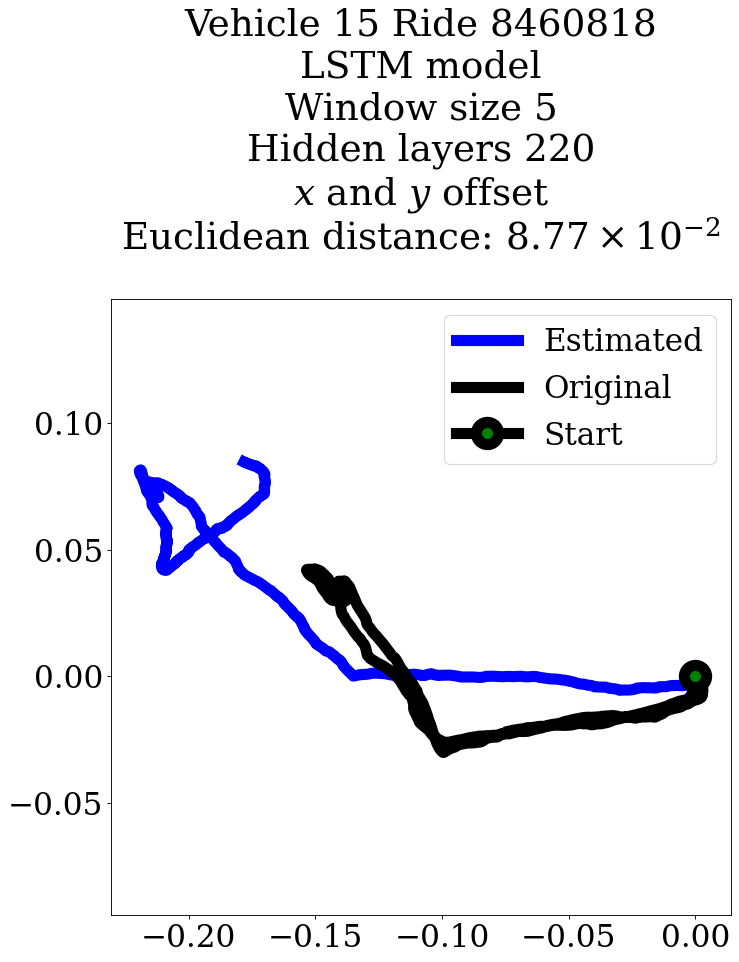 Vehicle 15 Ride 8460818
LSTM model
Window size 5
Hidden layers 220
x and y offset
Euclidean distance: 8.77 × 10⁻²
Estimated
Original
Start
0.10
0.05
0.00
−0.05
−0.20 −0.15 −0.10 −0.05 0.00